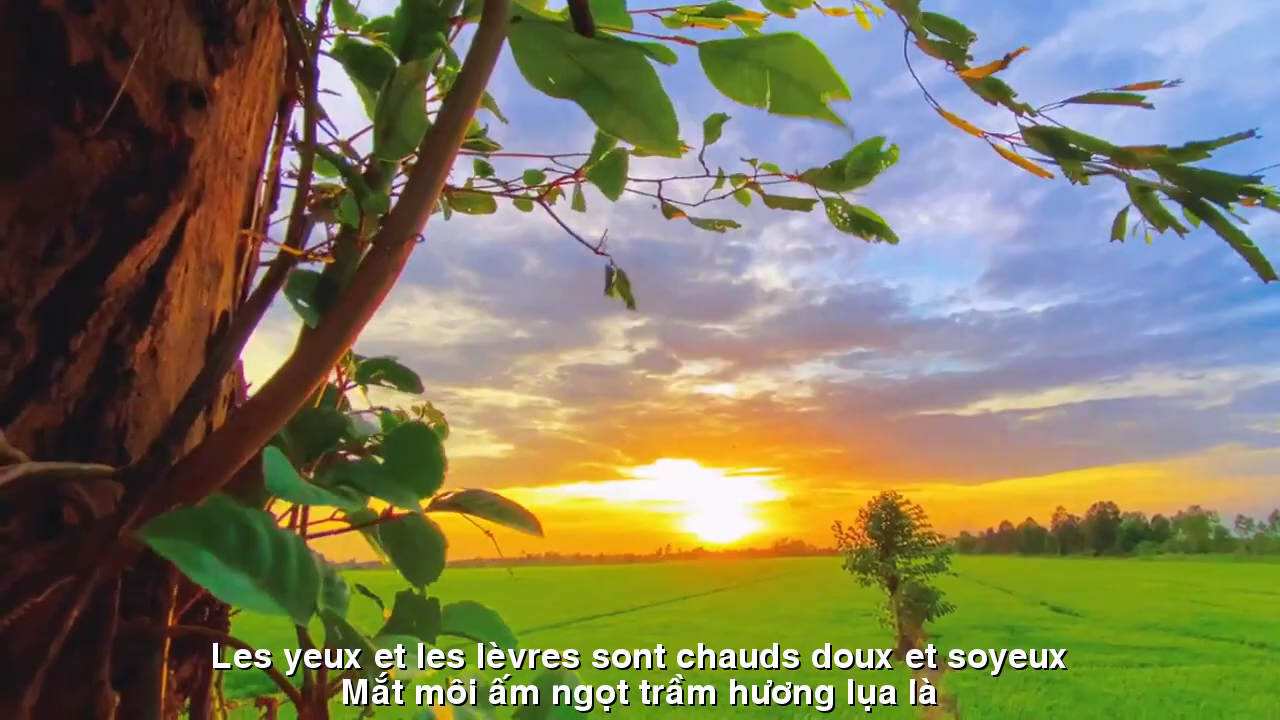 Les yeux et les lèvres sont chauds doux et soyeux
Mắt môi ấm ngọt trầm hương lụa là